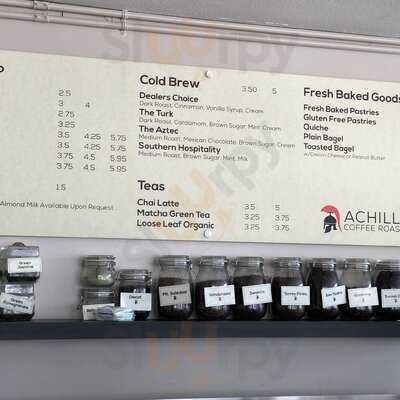 Cold Brew 3.50 5
Dealers Choice
Dark Roast, Cinnamon, Vanilla Syrup, Cream
The Turk
Dark Roast, Cardamom, Brown Sugar, Mint, Cream
The Aztec
Medium Roast, Mexican Chocolate, Brown Sugar, Cream
Southern Hospitality
Medium Roast, Brown Sugar, Mint, Milk
Teas
Chai Latte 3.5 5
Matcha Green Tea 3.25 3.75
Loose Leaf Organic 3.25 3.75
2.5
3 4
2.75
3.25
3.5 4.25 5.75
3.5 4.25 5.75
3.75 4.5 5.95
3.75 4.5 5.95
1.5
Almond Milk Available Upon Request
Fresh Baked Goods
Fresh Baked Pastries
Gluten Free Pastries
Quiche
Plain Bagel
Toasted Bagel
w/Cream Cheese or Peanut Butter
ACHILL
COFFEE ROAS
Decaf
sluurpy
sluurpy
sluurpy